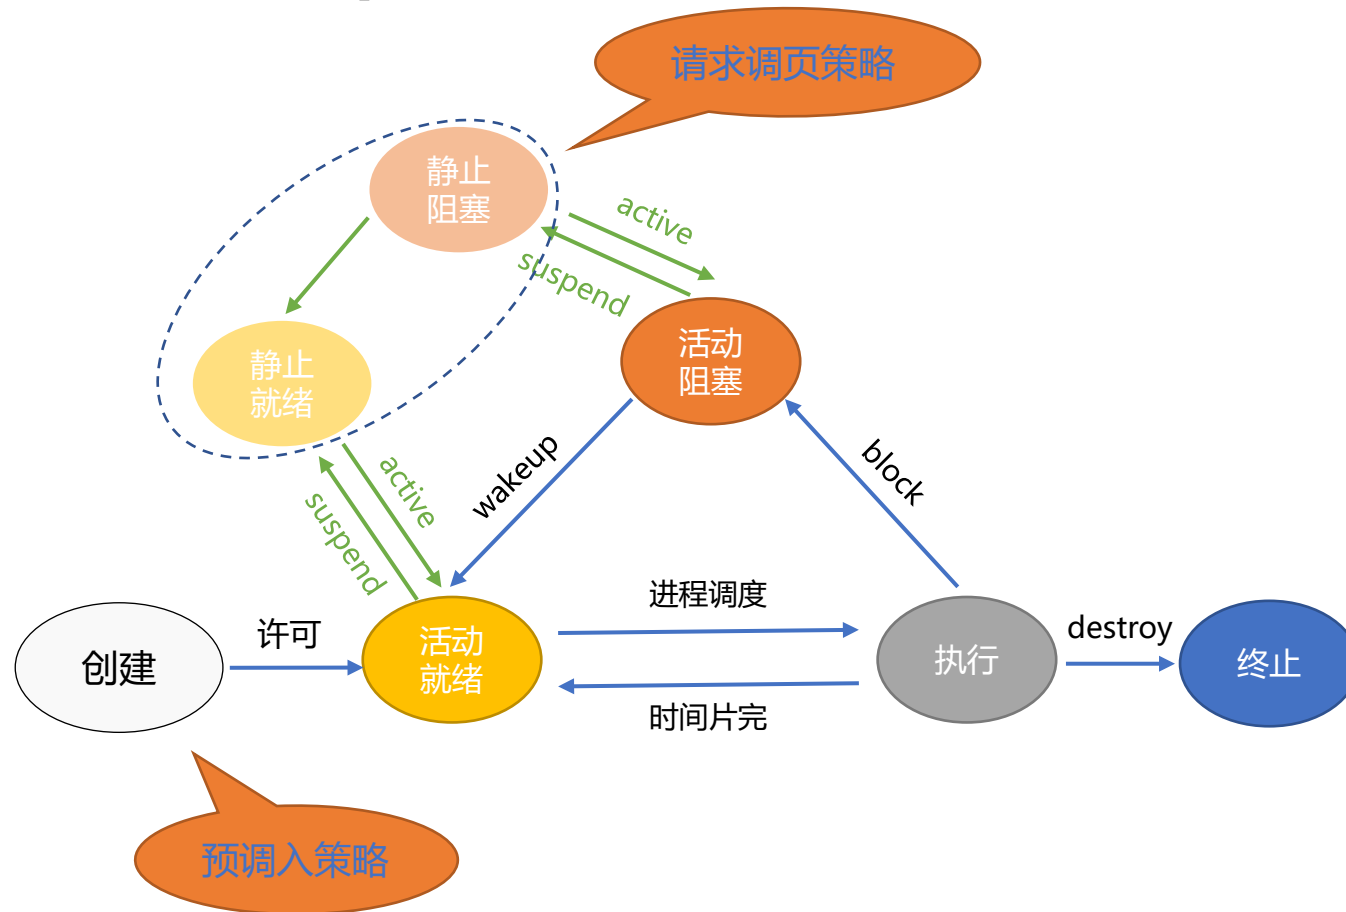 请求调页策略
静止
阻塞
active
suspend
静止
就绪
活动
阻塞
active
suspend
wakeup
block
创建
许可
活动
就绪
进程调度
时间片完
执行
destroy
终止
预调入策略